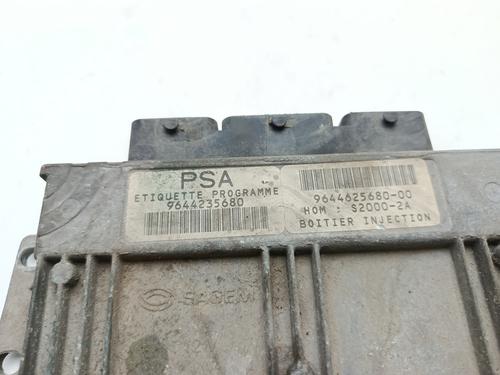 PSA
ETIQUETTE PROGRAMME
9644235680
9644625680-00
HOM : S2000-2A
BOITIER INJECTION
SAGEM